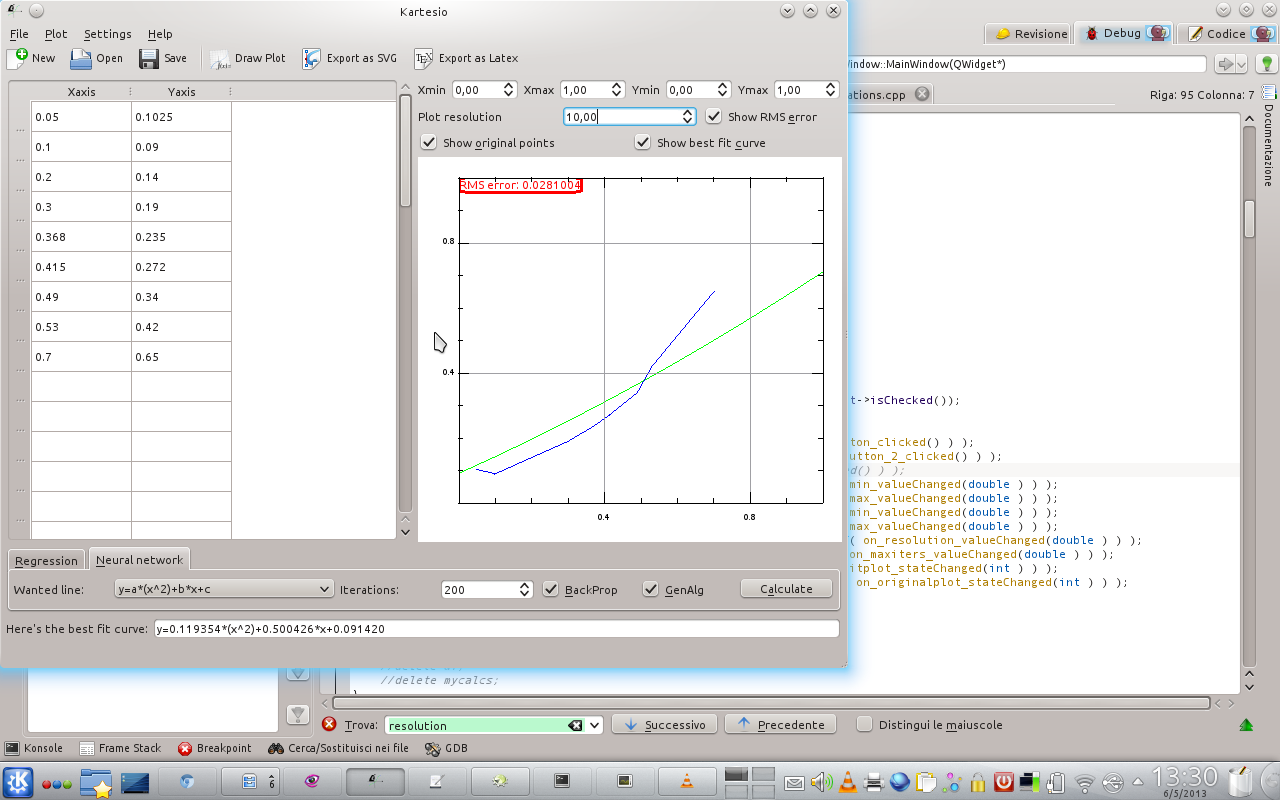 Kartesio
File Plot Settings Help
New Open Save Draw Plot Export as SVG Export as Latex
Xaxis Yaxis
0.05 0.1025
0.1 0.09
0.2 0.14
0.3 0.19
0.368 0.235
0.415 0.272
0.49 0.34
0.53 0.42
0.7 0.65
Xmin 0,00 Xmax 1,00 Ymin 0,00 Ymax 1,00
Plot resolution 10,00 Show RMS error
Show original points Show best fit curve
RMS error: 0.0281004
0.8
0.4
0.4 0.8
Regression Neural network
Wanted line: y=a*(x^2)+b*x+c Iterations: 200 BackProp GenAlg Calculate
Here's the best fit curve: y=0.119354*(x^2)+0.500426*x+0.091420
Revisione Debug Codice
indow::MainWindow(QWidget*)
ations.cpp Riga: 95 Colonna: 7
Documentazione
t->isChecked());
ton_clicked() ) );
utton_2_clicked() ) );
ed() ) );
min_valueChanged(double ) ) );
max_valueChanged(double ) ) );
min_valueChanged(double ) ) );
max_valueChanged(double ) ) );
( on_resolution_valueChanged(double ) ) );
on_maxiters_valueChanged(double ) ) );
itplot_stateChanged(int ) ) );
on_originalplot_stateChanged(int ) ) );
//delete mycalcs;
Trova: resolution Successivo Precedente Distingui le maiuscole
Konsole Frame Stack Breakpoint Cerca/Sostituisci nei file GDB
6
13:30
6/5/2013